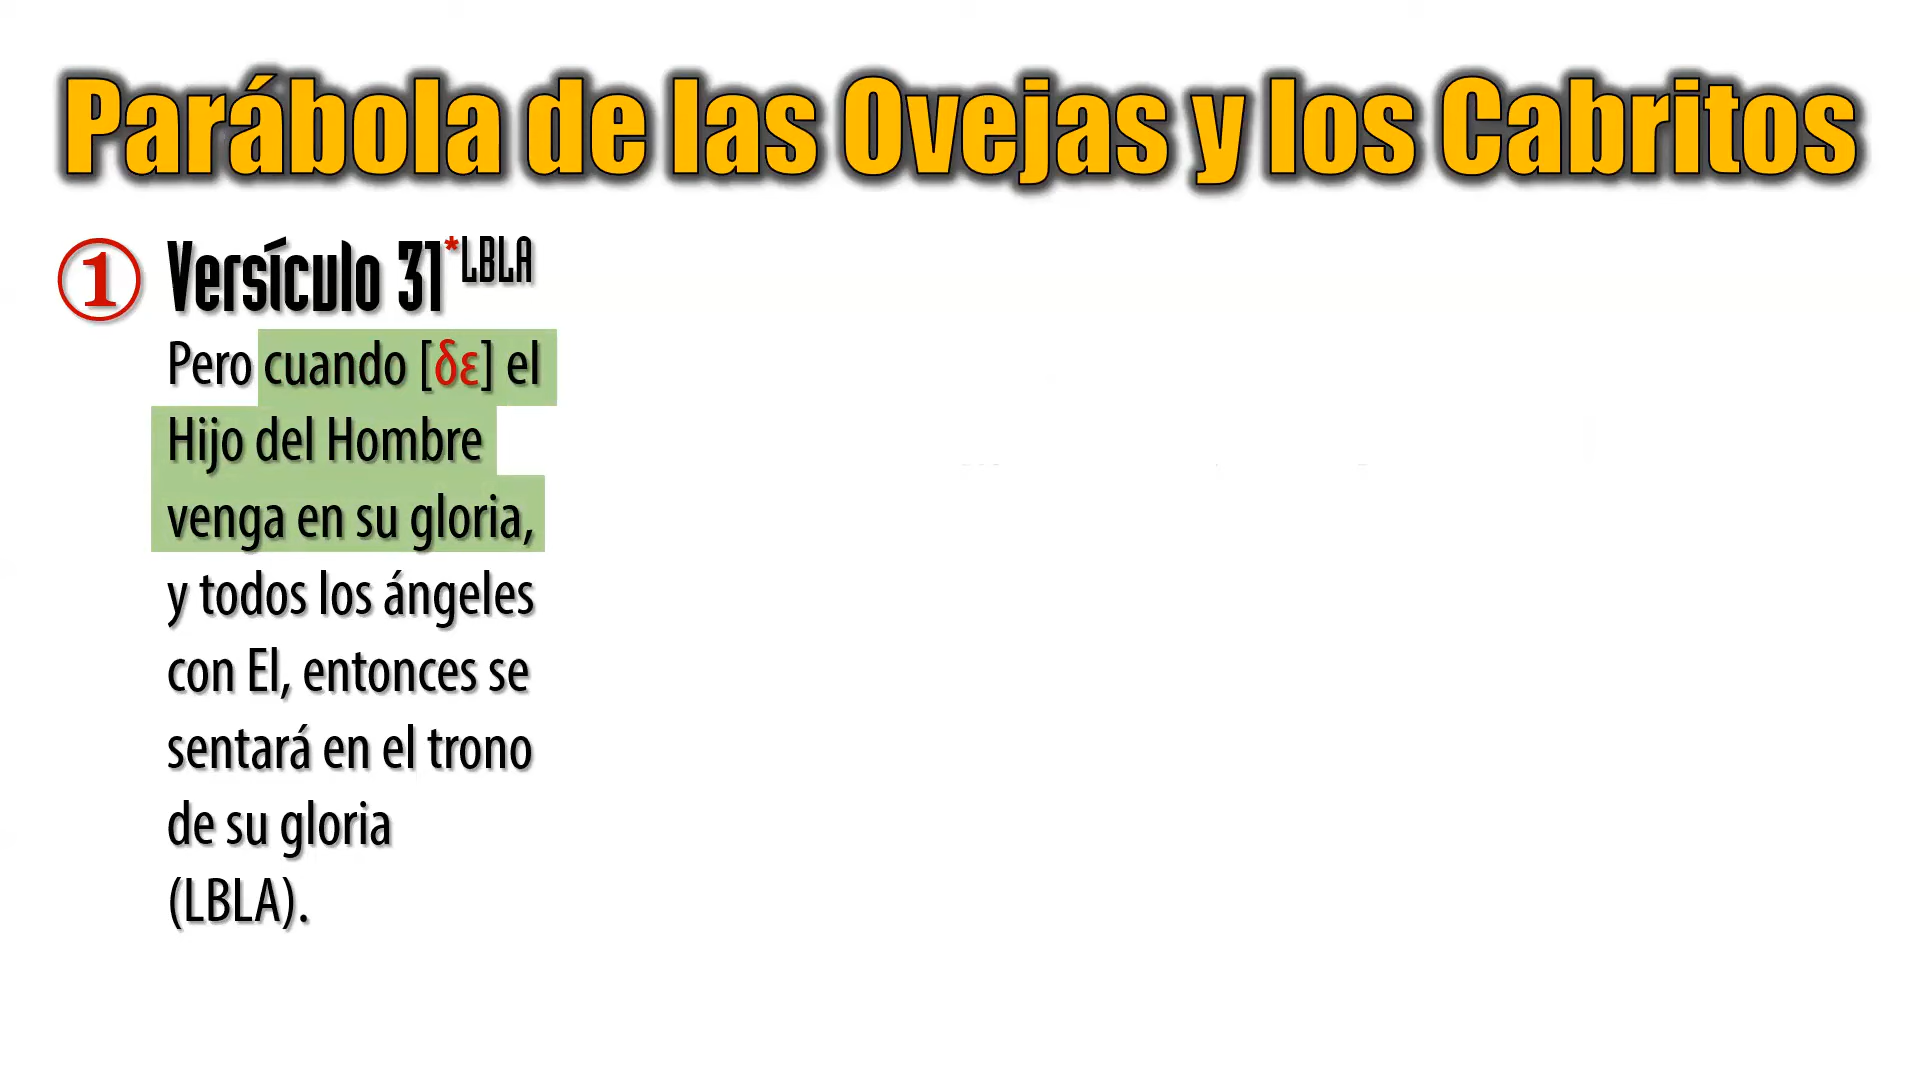 Parábola de las Ovejas y los Cabritos
① Versículo 31*LBLA
Pero cuando [δε] el
Hijo del Hombre
venga en su gloria,
y todos los ángeles
con El, entonces se
sentará en el trono
de su gloria
(LBLA).